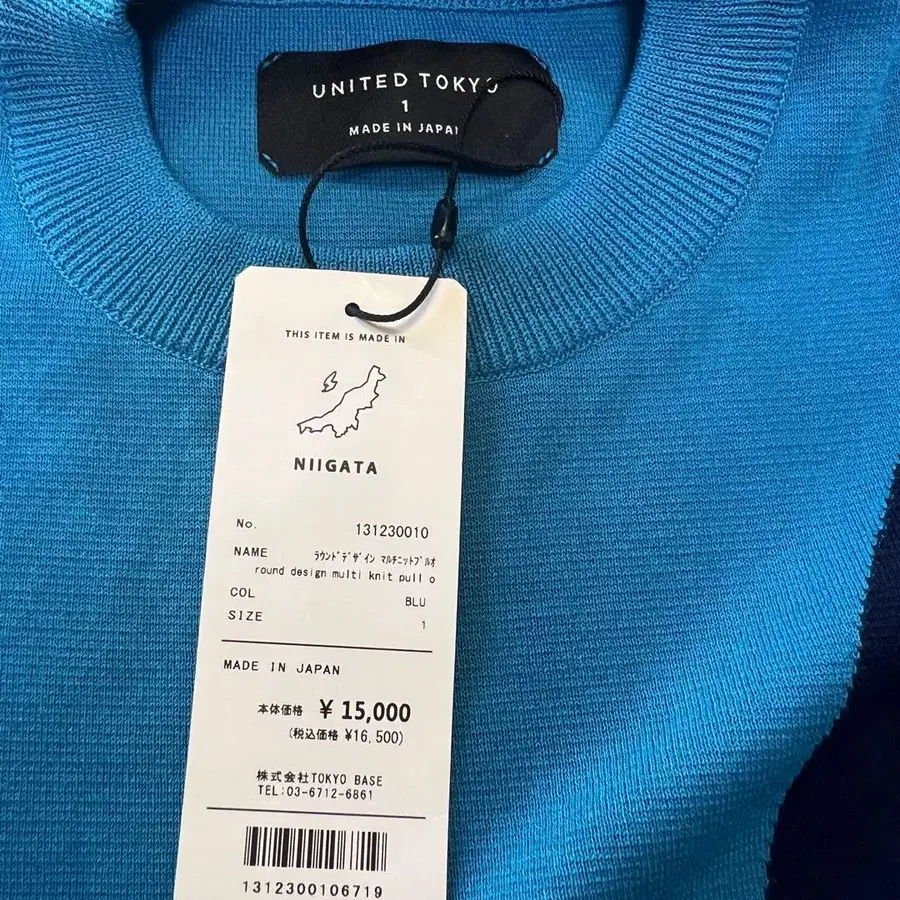 UNITED TOKYO
1
MADE IN JAPAN
THIS ITEM IS MADE IN
NIIGATA
No. 131230010
NAME ﾗｳﾝﾄﾞﾃﾞｻﾞｲﾝ ﾏﾙﾁﾆｯﾄﾌﾟﾙｵ
round design multi knit pull o
COL BLU
SIZE 1
MADE IN JAPAN
本体価格 ¥ 15,000
(税込価格 ¥16,500)
株式会社TOKYO BASE
TEL:03-6712-6861
1312300106719